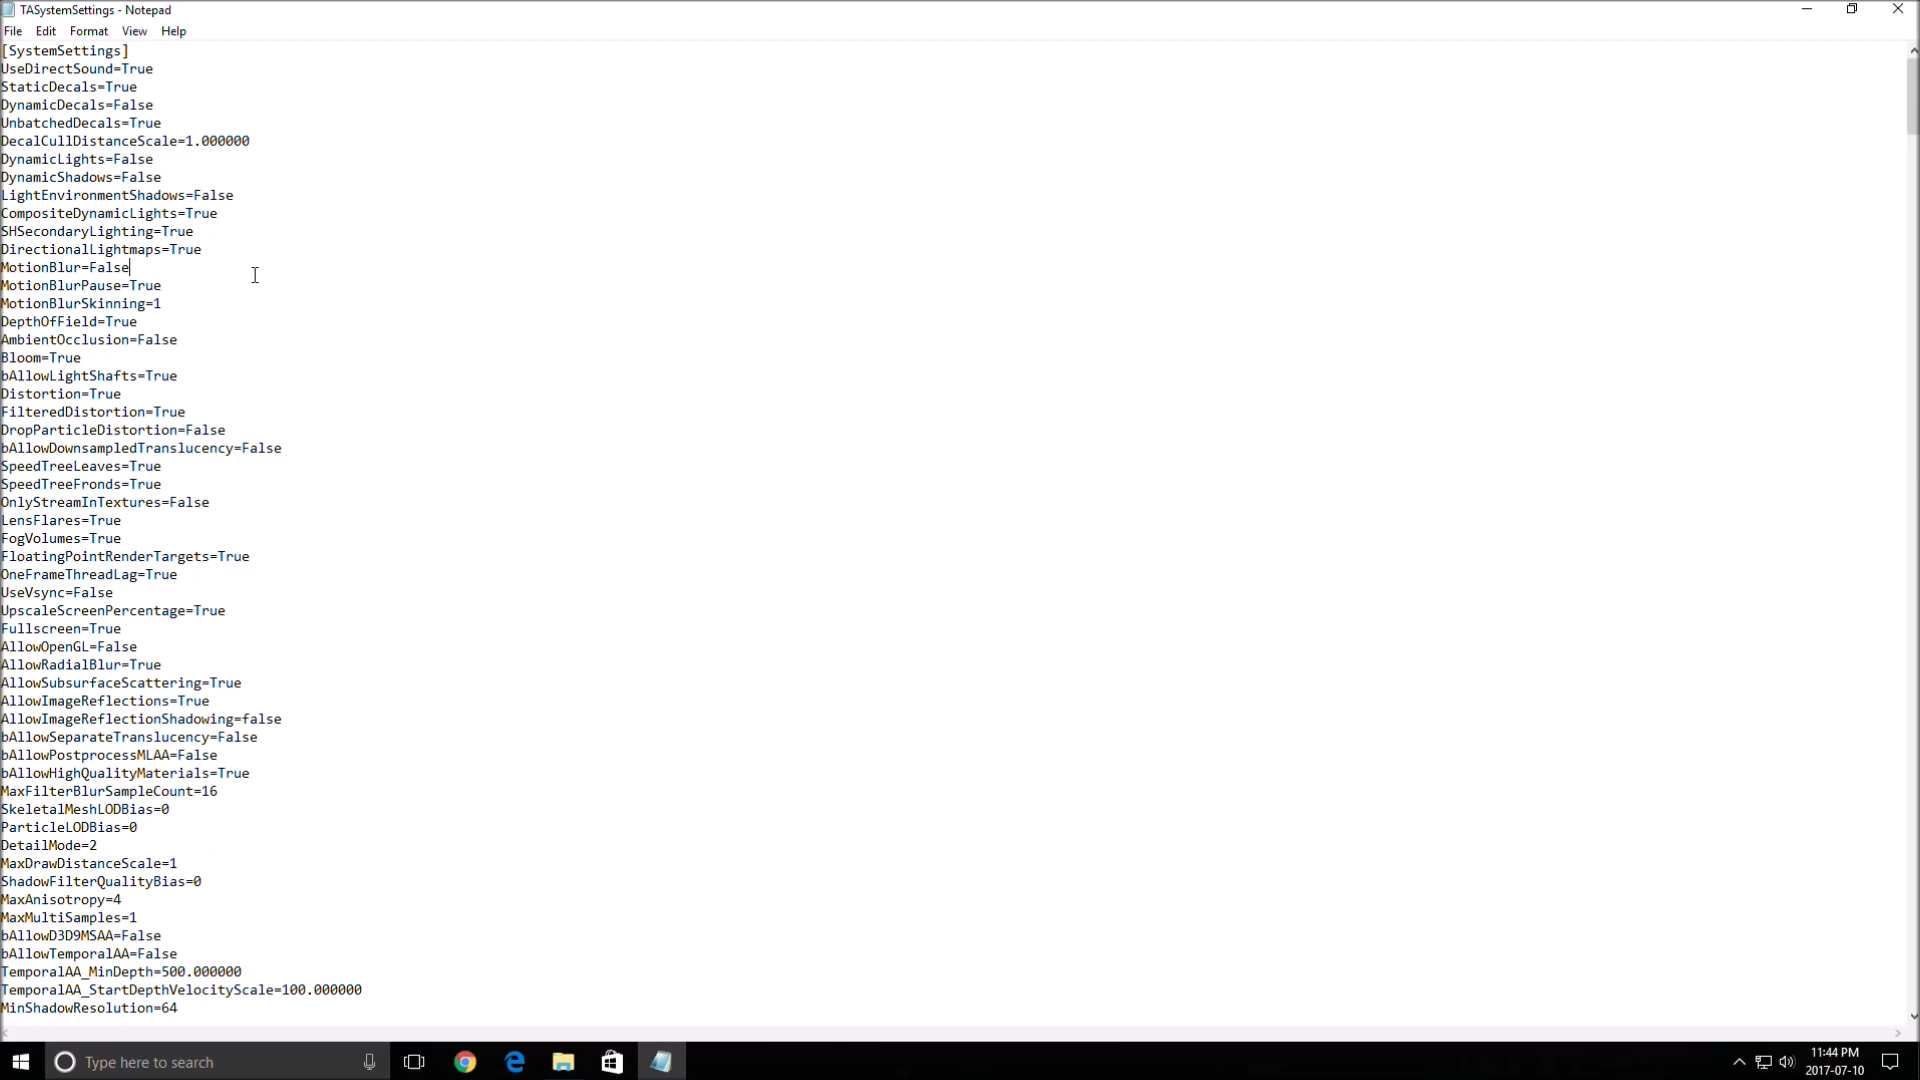 TASystemSettings - Notepad
File Edit Format View Help
[SystemSettings]
UseDirectSound=True
StaticDecals=True
DynamicDecals=False
UnbatchedDecals=True
DecalCullDistanceScale=1.000000
DynamicLights=False
DynamicShadows=False
LightEnvironmentShadows=False
CompositeDynamicLights=True
SHSecondaryLighting=True
DirectionalLightmaps=True
MotionBlur=False
MotionBlurPause=True
MotionBlurSkinning=1
DepthOfField=True
AmbientOcclusion=False
Bloom=True
bAllowLightShafts=True
Distortion=True
FilteredDistortion=True
DropParticleDistortion=False
bAllowDownsampledTranslucency=False
SpeedTreeLeaves=True
SpeedTreeFronds=True
OnlyStreamInTextures=False
LensFlares=True
FogVolumes=True
FloatingPointRenderTargets=True
OneFrameThreadLag=True
UseVsync=False
UpscaleScreenPercentage=True
Fullscreen=True
AllowOpenGL=False
AllowRadialBlur=True
AllowSubsurfaceScattering=True
AllowImageReflections=True
AllowImageReflectionShadowing=false
bAllowSeparateTranslucency=False
bAllowPostprocessMLAA=False
bAllowHighQualityMaterials=True
MaxFilterBlurSampleCount=16
SkeletalMeshLODBias=0
ParticleLODBias=0
DetailMode=2
MaxDrawDistanceScale=1
ShadowFilterQualityBias=0
MaxAnisotropy=4
MaxMultiSamples=1
bAllowD3D9MSAA=False
bAllowTemporalAA=False
TemporalAA_MinDepth=500.000000
TemporalAA_StartDepthVelocityScale=100.000000
MinShadowResolution=64
Type here to search
11:44 PM
2017-07-10